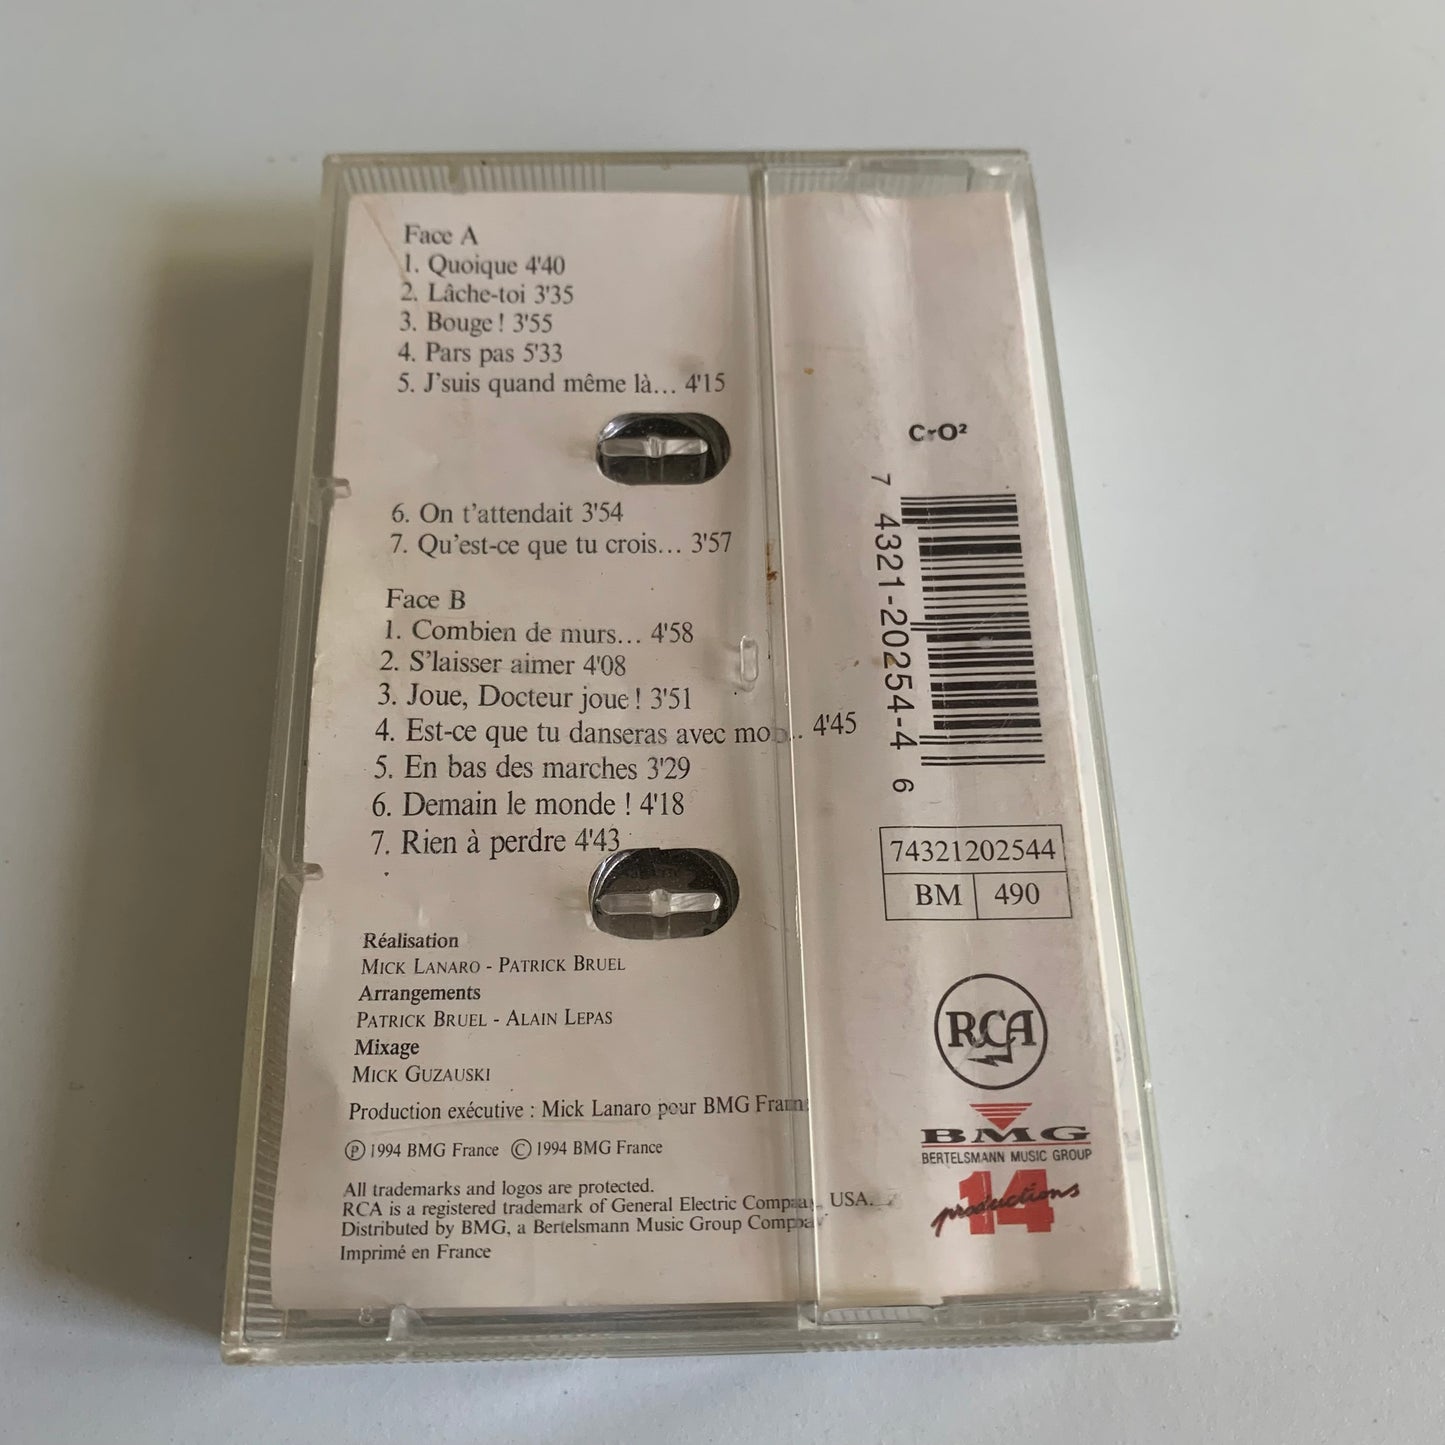 Face A
1. Quoique 4'40
2. Lâche-toi 3'35
3. Bouge ! 3'55
4. Pars pas 5'33
5. J'suis quand même là... 4'15
6. On t'attendait 3'54
7. Qu'est-ce que tu crois... 3'57
Face B
1. Combien de murs... 4'58
2. S'laisser aimer 4'08
3. Joue, Docteur joue ! 3'51
4. Est-ce que tu danseras avec 4'45
5. En bas des marches 3'29
6. Demain le monde ! 4'18
7. Rien à perdre 4'43
Réalisation
MICK LANARO - PATRICK BRUEL
Arrangements
PATRICK BRUEL - ALAIN LEPAS
Mixage
MICK GUZAUSKI
Production exécutive : Mick Lanaro pour BMG
Ⓟ 1994 BMG France © 1994 BMG France
All trademarks and logos are protected.
RCA is a registered trademark of General Electric USA.
Distributed by BMG, a Bertelsmann Music Group
Imprimé en France
CrO²
7 4321-20254-4 6
74321202544
BM 490
RCA
BMG
BERTELSMANN MUSIC GROUP
14
productions